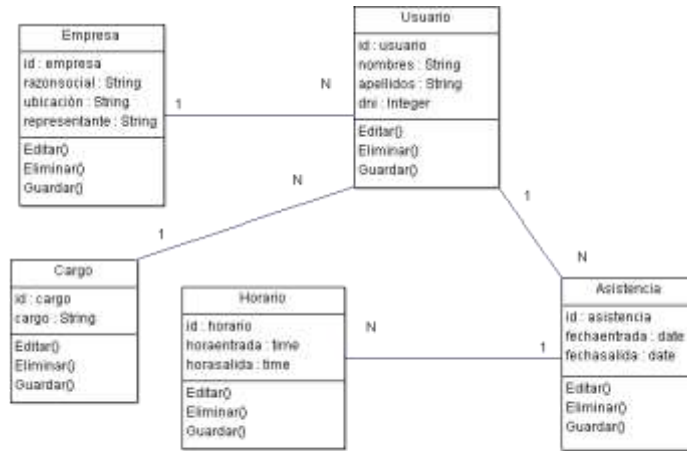 Empresa
id : empresa
razonsocial : String
ubicación : String
representante : String
Editar()
Eliminar()
Guardar()
1
N
Usuario
id : usuario
nombres : String
apellidos : String
dni : Integer
Editar()
Eliminar()
Guardar()
N
1
1
N
Cargo
id : cargo
cargo : String
Editar()
Eliminar()
Guardar()
Horario
id : horario
horaentrada : time
horasalida : time
Editar()
Eliminar()
Guardar()
N
1
Asistencia
id : asistencia
fechaentrada : date
fechasalida : date
Editar()
Eliminar()
Guardar()